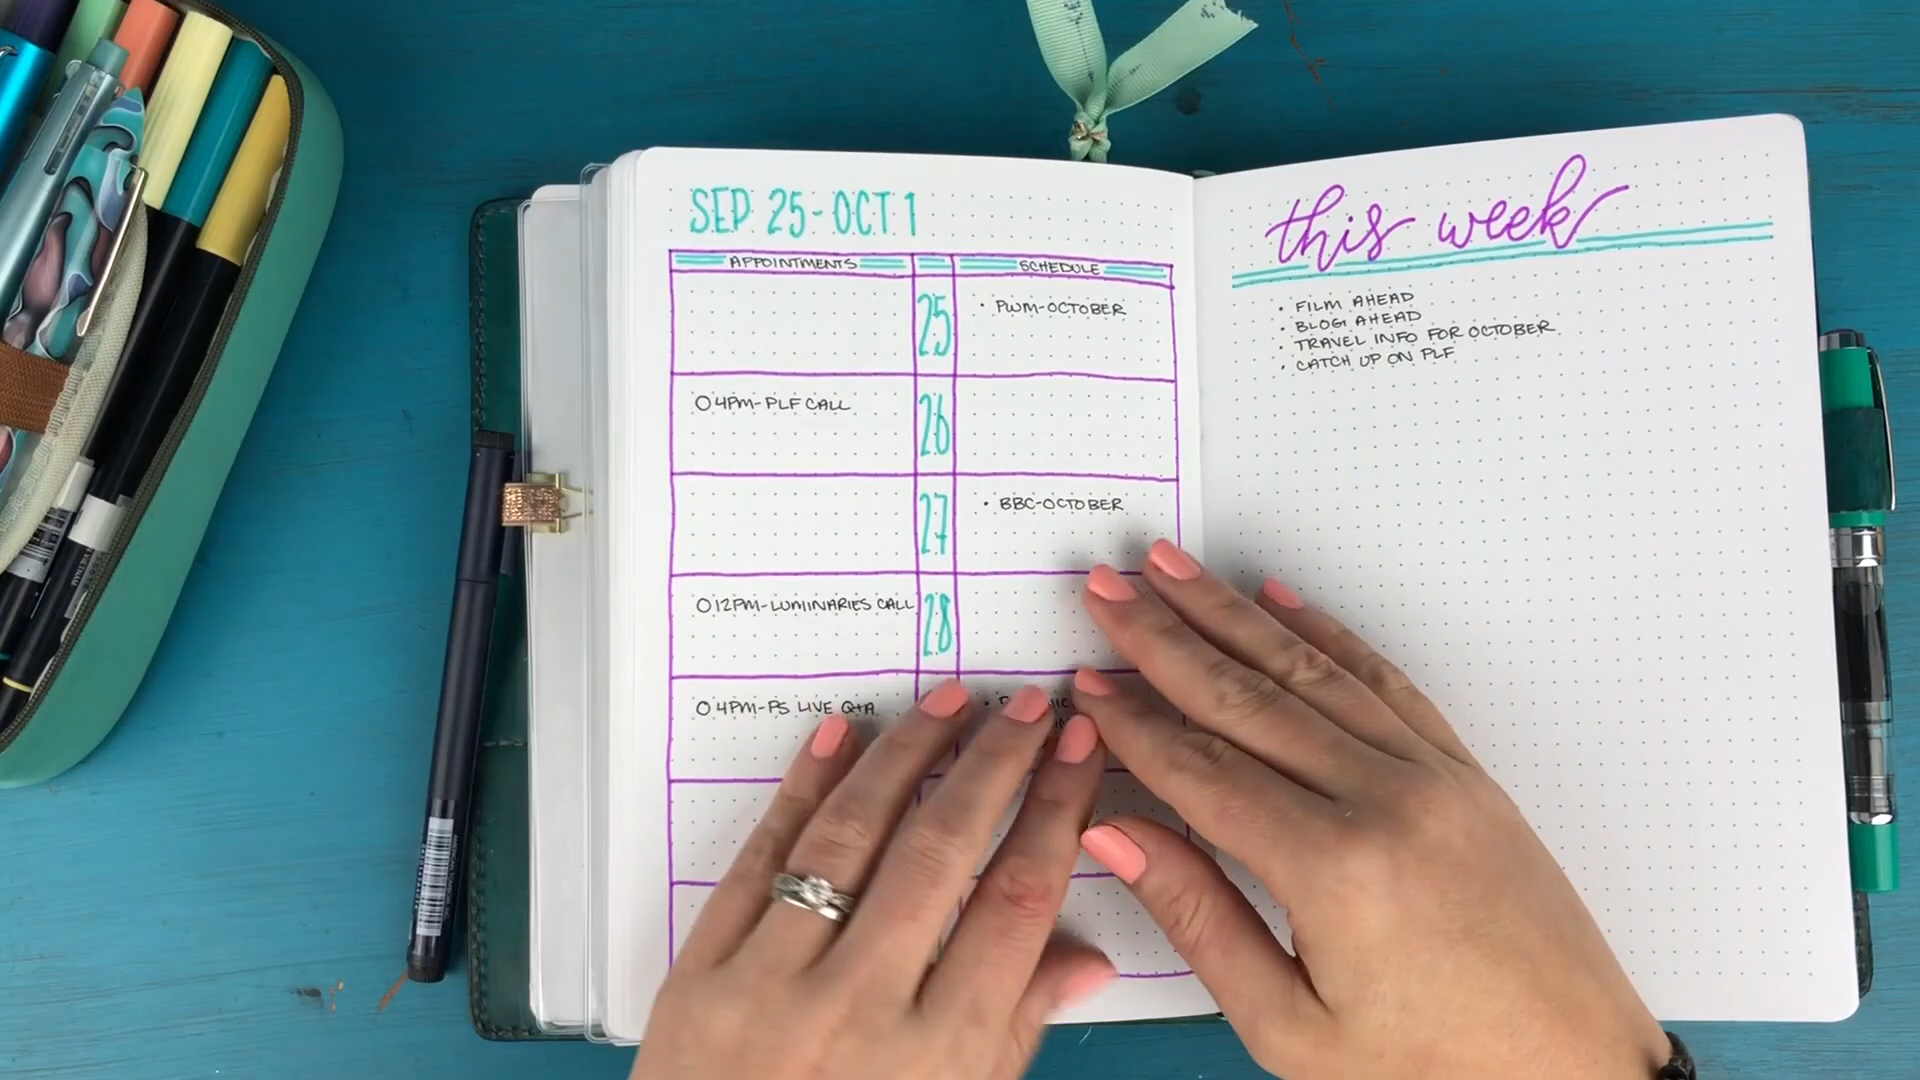 SEP 25-OCT 1
APPOINTMENTS SCHEDULE
25
• PWM-OCTOBER
O 4PM-PLF CALL
26
27
• BBC-OCTOBER
O 12PM-LUMINARIES CALL
28
O 4PM-PS LIVE Q+A
this week
• FILM AHEAD
• BLOG AHEAD
• TRAVEL INFO FOR OCTOBER
• CATCH UP ON PLF
VIETNAM